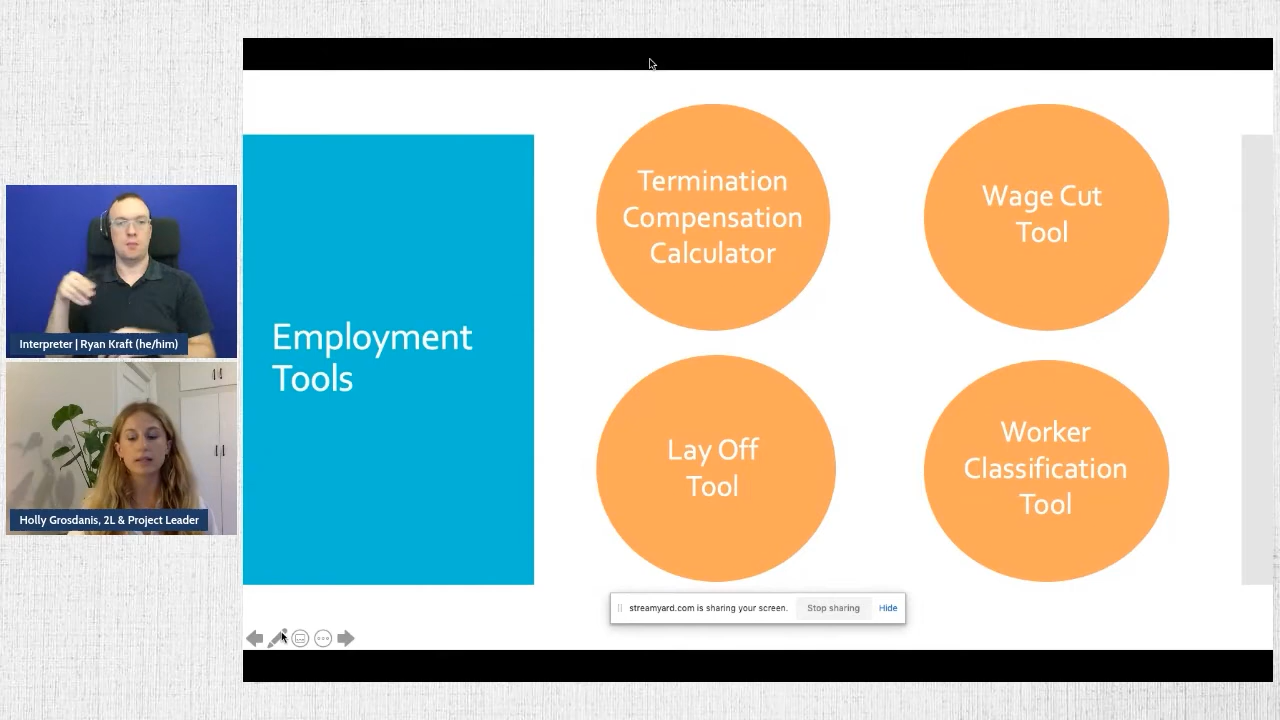 Interpreter | Ryan Kraft (he/him)
Holly Grosdanis, 2L & Project Leader
Employment
Tools
Termination
Compensation
Calculator
Wage Cut
Tool
Lay Off
Tool
Worker
Classification
Tool
streamyard.com is sharing your screen.
Stop sharing
Hide